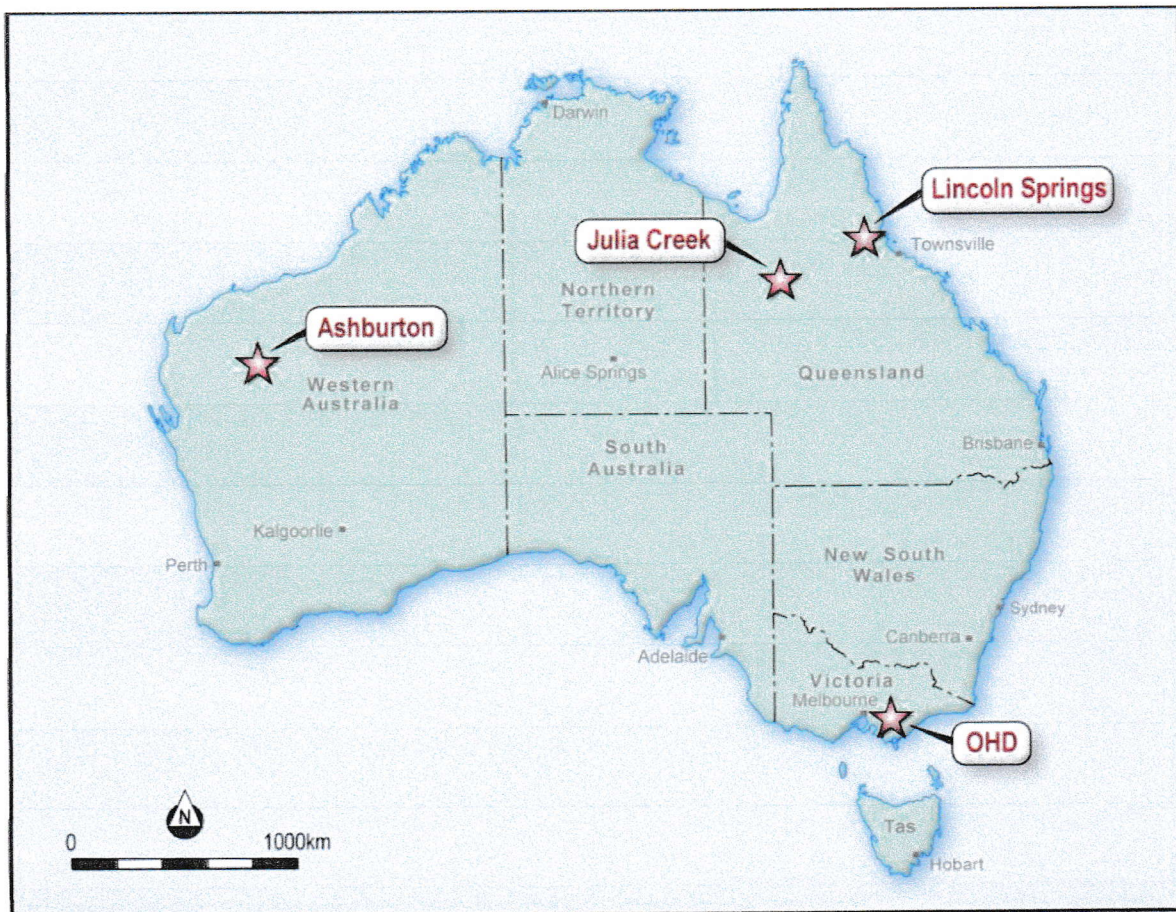 Darwin
Lincoln Springs
Julia Creek
Townsville
Northern
Territory
Ashburton
Alice Springs
Queensland
Western
Australia
South
Australia
Brisbane
Kalgoorlie
Perth
New South
Wales
Sydney
Canberra
Adelaide
Victoria
Melbourne
OHD
N
0 1000km
Tas
Hobart